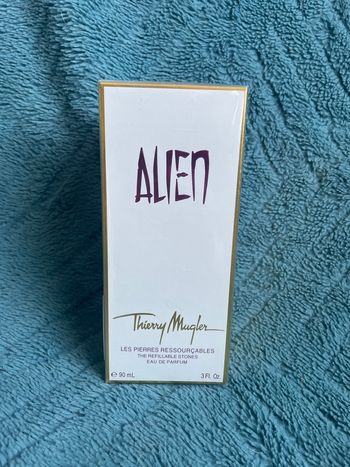 ALIEN
Thierry Mugler
LES PIERRES RESSOURÇABLES
THE REFILLABLE STONES
EAU DE PARFUM
℮ 90 mL 3 Fl. Oz.